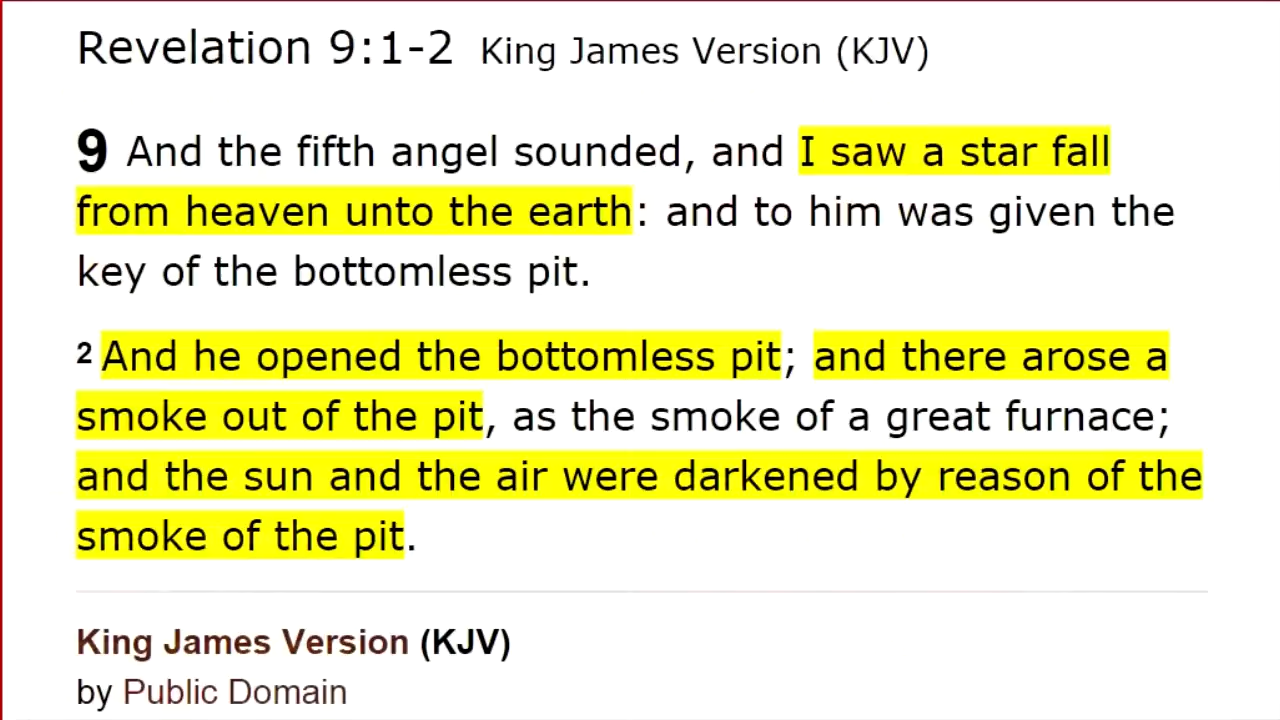 Revelation 9:1-2 King James Version (KJV)
9 And the fifth angel sounded, and I saw a star fall
from heaven unto the earth: and to him was given the
key of the bottomless pit.
2 And he opened the bottomless pit; and there arose a
smoke out of the pit, as the smoke of a great furnace;
and the sun and the air were darkened by reason of the
smoke of the pit.
King James Version (KJV)
by Public Domain